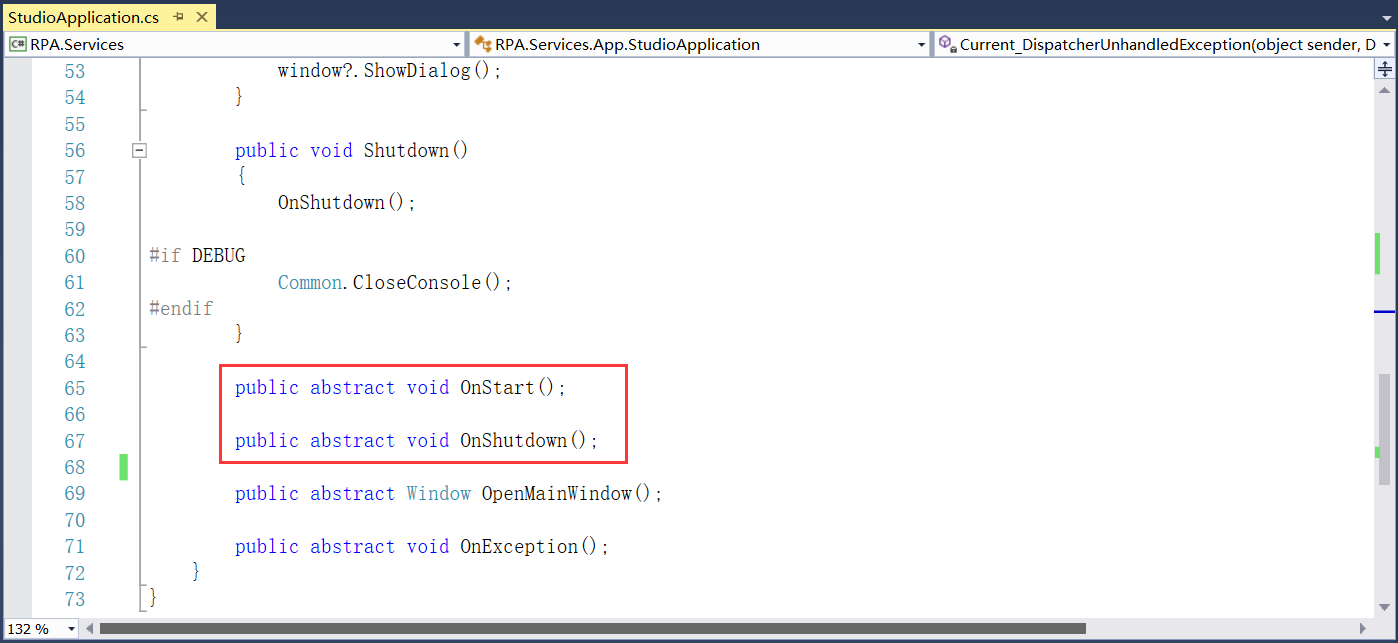 StudioApplication.cs
C# RPA.Services RPA.Services.App.StudioApplication Current_DispatcherUnhandledException(object sender, D
53 window?.ShowDialog();
54 }
55
56 public void Shutdown()
57 {
58 OnShutdown();
59
60 #if DEBUG
61 Common.CloseConsole();
62 #endif
63 }
64
65 public abstract void OnStart();
66
67 public abstract void OnShutdown();
68
69 public abstract Window OpenMainWindow();
70
71 public abstract void OnException();
72 }
73 }
132 %